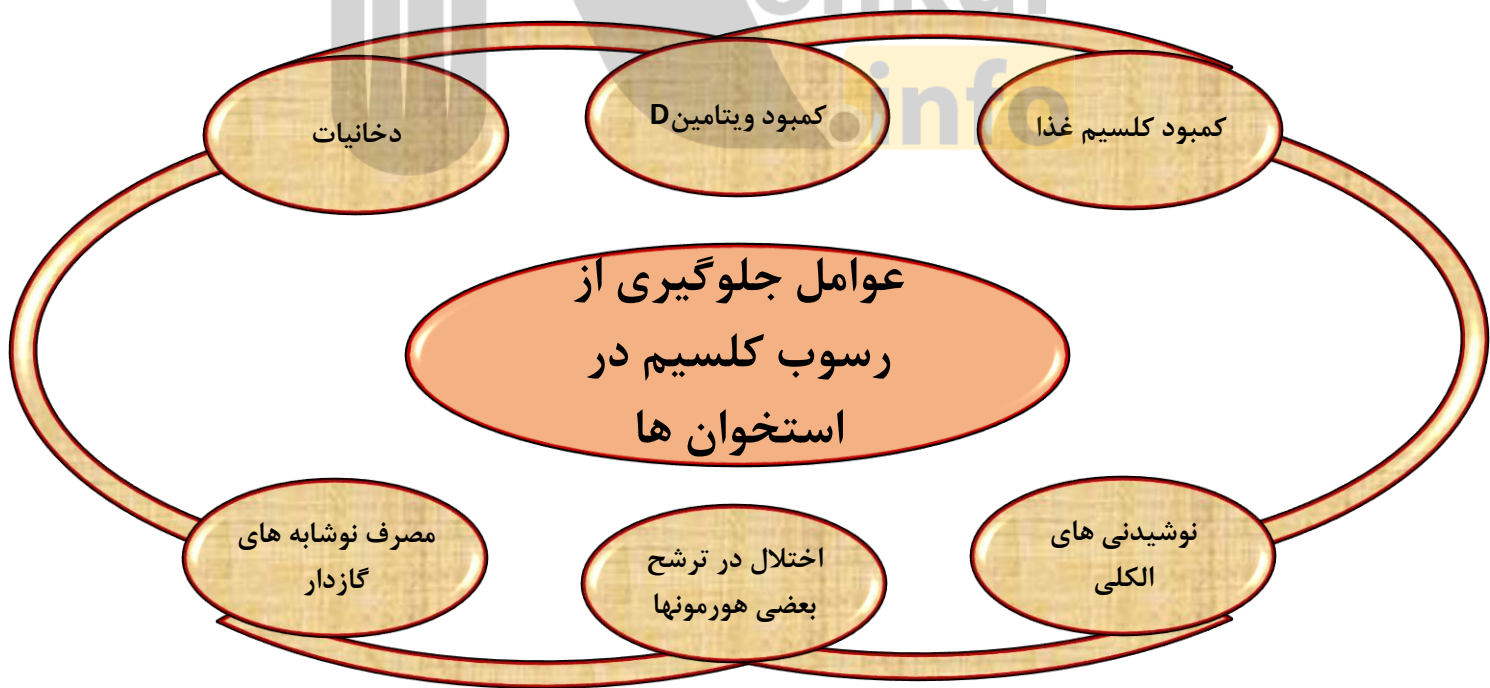 کمبود کلسیم غذا
کمبود ویتامینD
دخانیات
عوامل جلوگیری از
رسوب کلسیم در
استخوان ها
نوشیدنی های
الکلی
اختلال در ترشح
بعضی هورمونها
مصرف نوشابه های
گازدار
.info